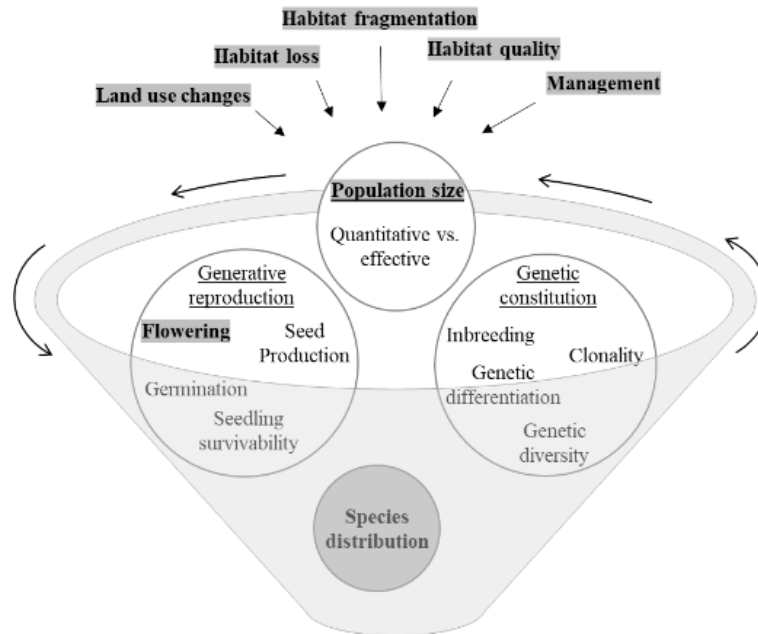 Habitat fragmentation
Habitat loss
Habitat quality
Land use changes
Management
Population size
Quantitative vs.
effective
Generative
reproduction
Flowering
Seed
Production
Germination
Seedling
survivability
Genetic
constitution
Inbreeding
Clonality
Genetic
differentiation
Genetic
diversity
Species
distribution